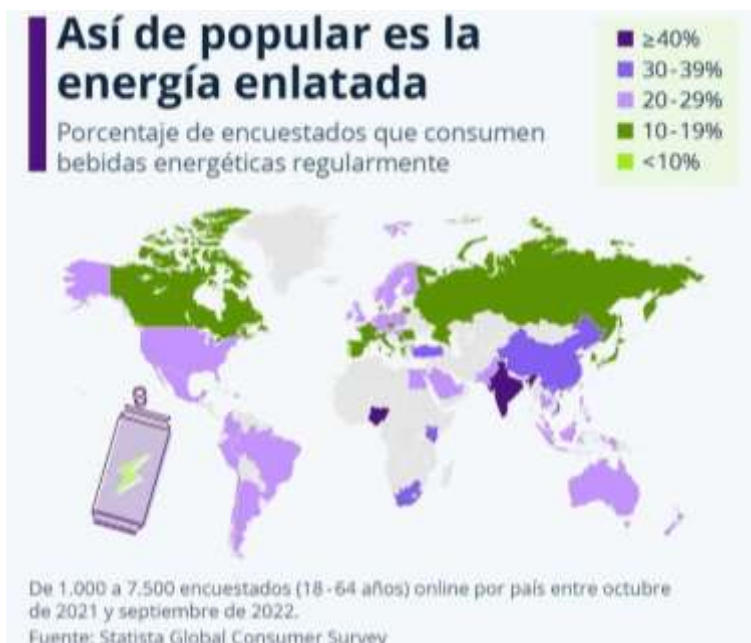 Así de popular es la
energía enlatada
Porcentaje de encuestados que consumen
bebidas energéticas regularmente
≥40%
30-39%
20-29%
10-19%
<10%
De 1.000 a 7.500 encuestados (18-64 años) online por país entre octubre
de 2021 y septiembre de 2022.
Fuente: Statista Global Consumer Survey